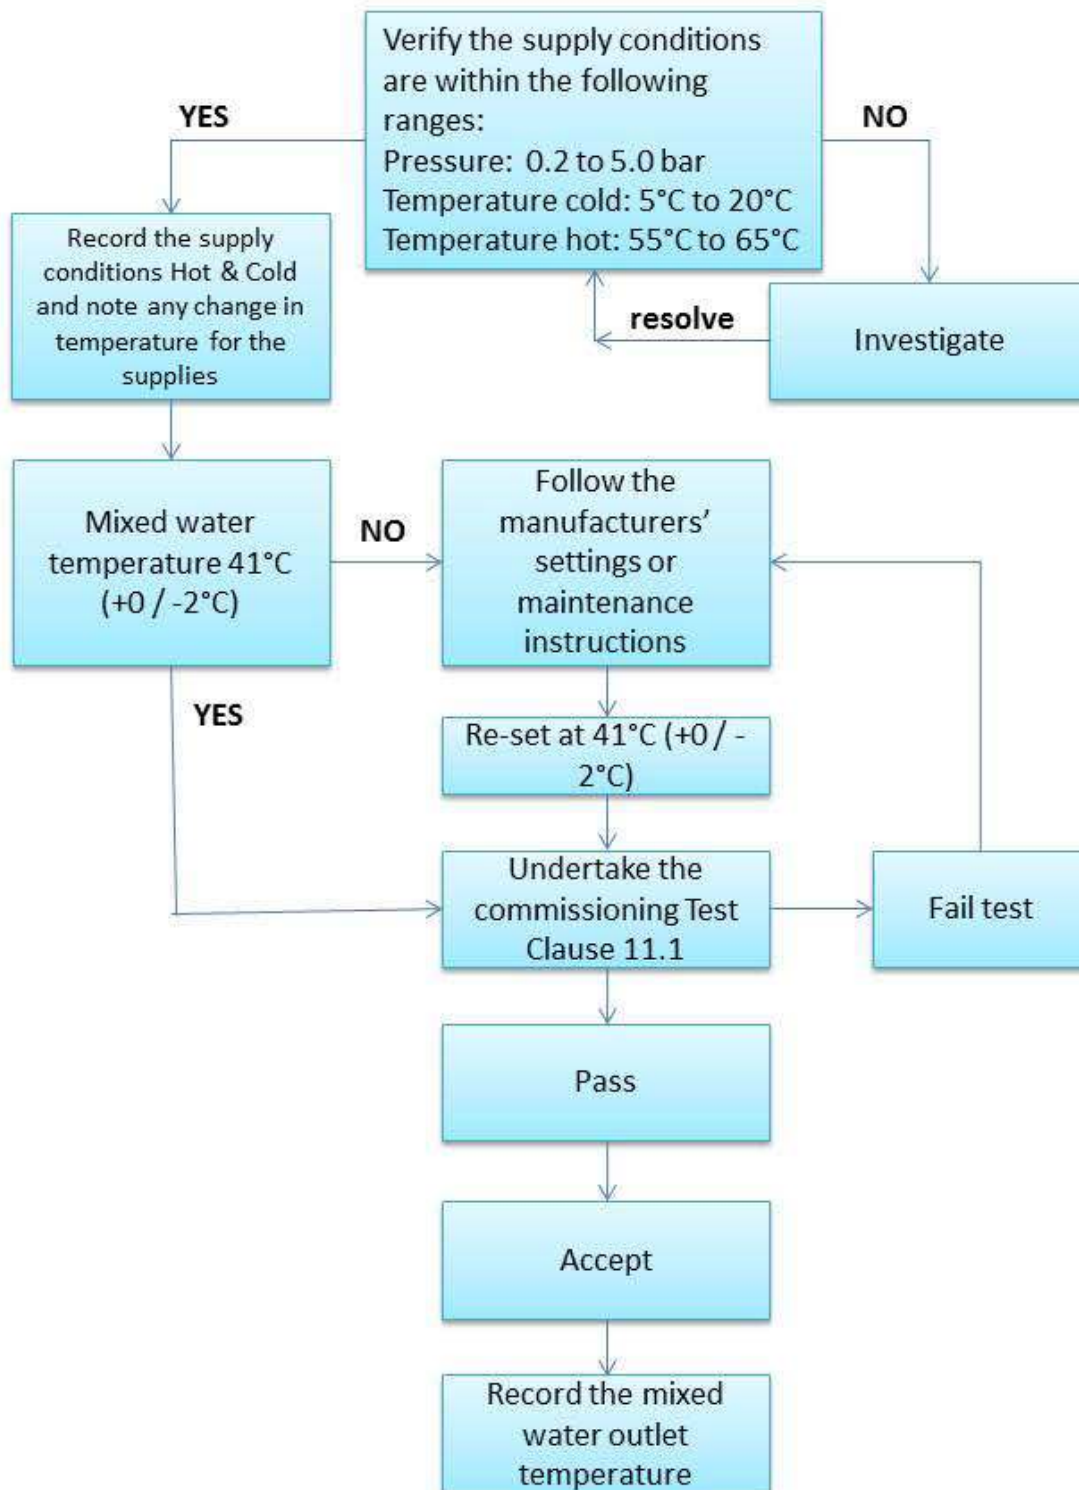 Verify the supply conditions
are within the following
ranges:
Pressure: 0.2 to 5.0 bar
Temperature cold: 5°C to 20°C
Temperature hot: 55°C to 65°C
YES
NO
Record the supply
conditions Hot & Cold
and note any change in
temperature for the
supplies
resolve
Investigate
Mixed water
temperature 41°C
(+0 / -2°C)
NO
Follow the
manufacturers'
settings or
maintenance
instructions
YES
Re-set at 41°C (+0 / -
2°C)
Undertake the
commissioning Test
Clause 11.1
Fail test
Pass
Accept
Record the mixed
water outlet
temperature